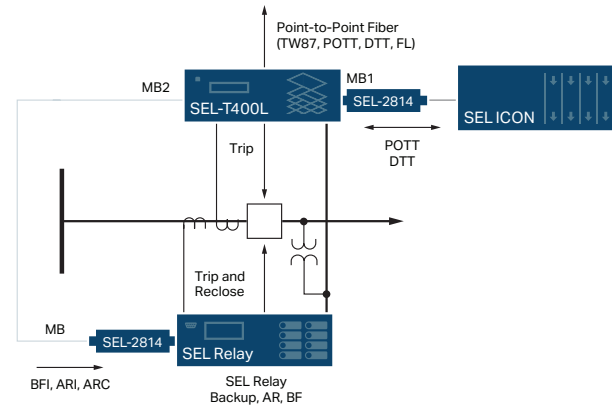 Point-to-Point Fiber
(TW87, POTT, DTT, FL)
MB2
MB1
SEL-T400L
SEL-2814
SEL ICON
POTT
DTT
Trip
Trip and
Reclose
MB
SEL-2814
SEL Relay
BFI, ARI, ARC
SEL Relay
Backup, AR, BF